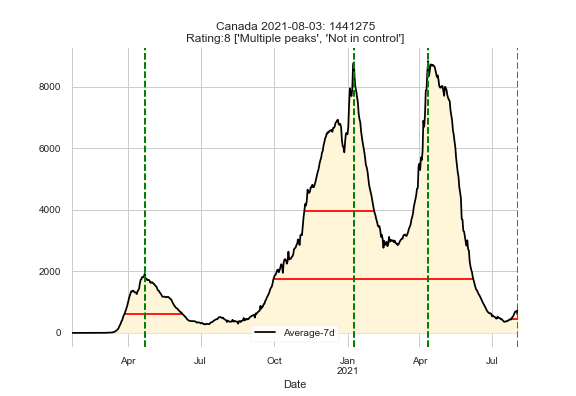 Canada 2021-08-03: 1441275
Rating:8 ['Multiple peaks', 'Not in control']
8000
6000
4000
2000
0
Average-7d
Apr Jul Oct Jan Apr Jul
2021
Date